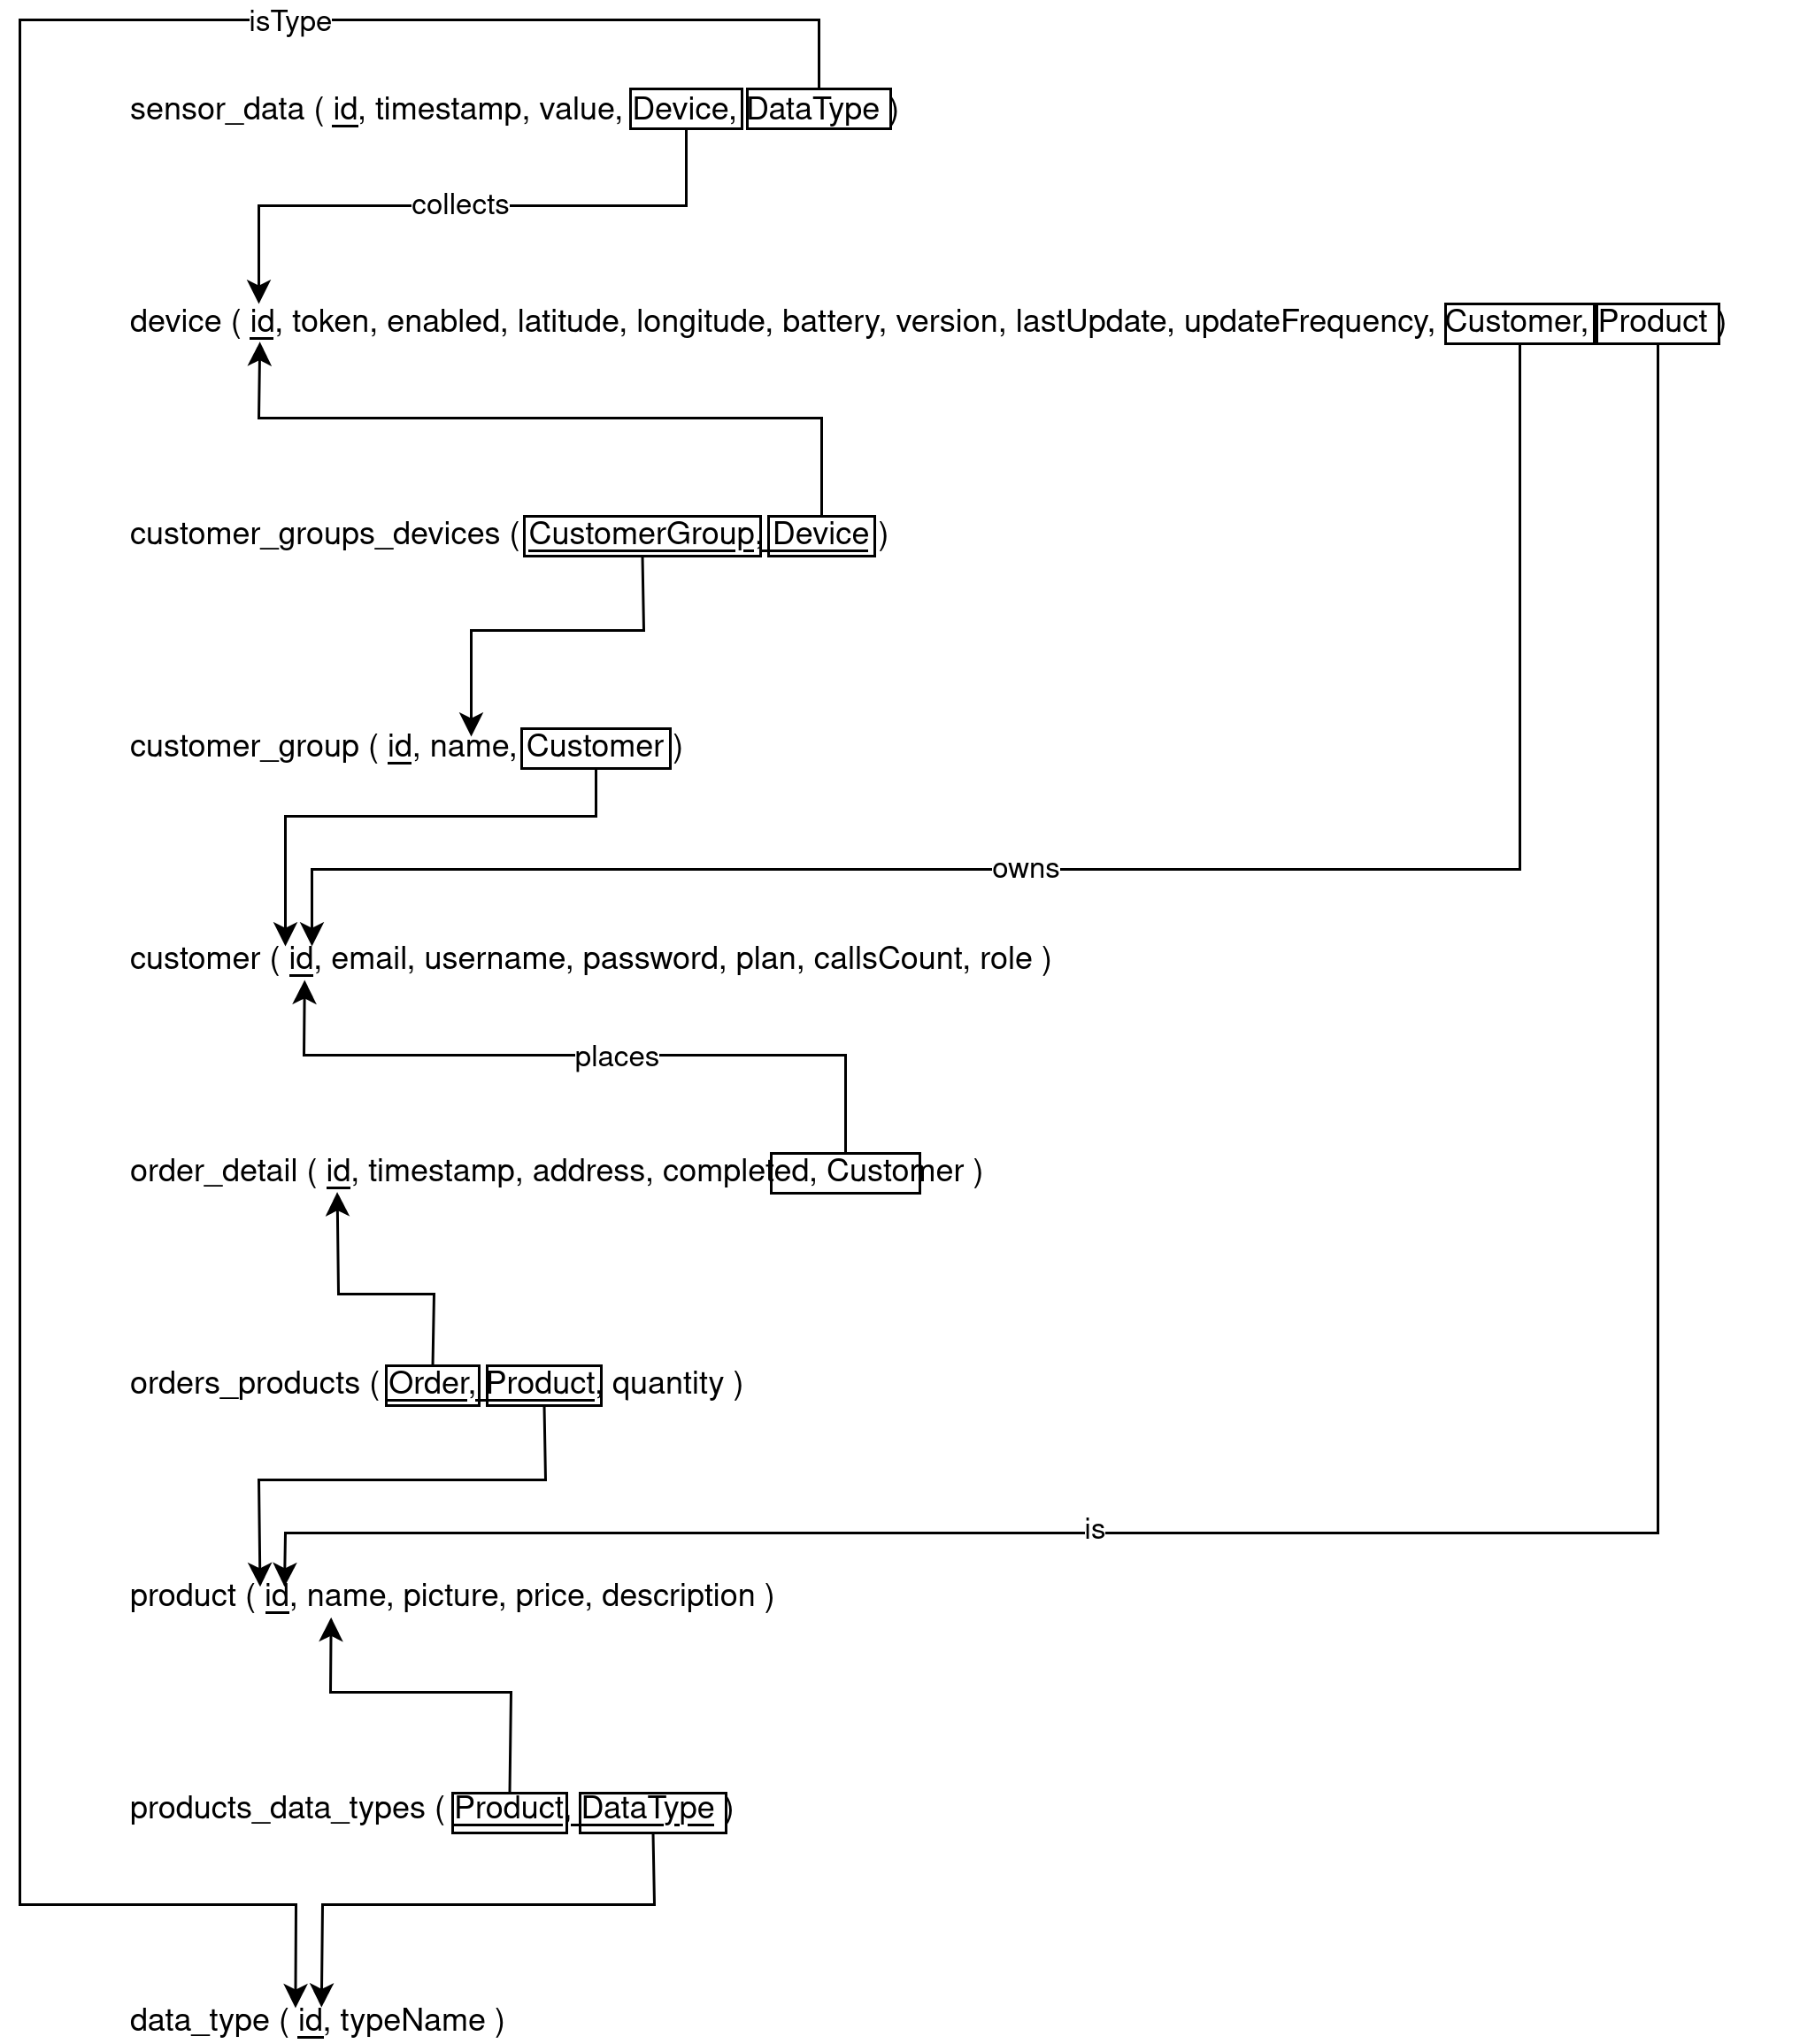 isType
sensor_data ( id, timestamp, value, Device, DataType )
collects
device ( id, token, enabled, latitude, longitude, battery, version, lastUpdate, updateFrequency, Customer, Product )
customer_groups_devices ( CustomerGroup, Device )
customer_group ( id, name, Customer )
owns
customer ( id, email, username, password, plan, callsCount, role )
places
order_detail ( id, timestamp, address, completed, Customer )
orders_products ( Order, Product, quantity )
is
product ( id, name, picture, price, description )
products_data_types ( Product, DataType )
data_type ( id, typeName )